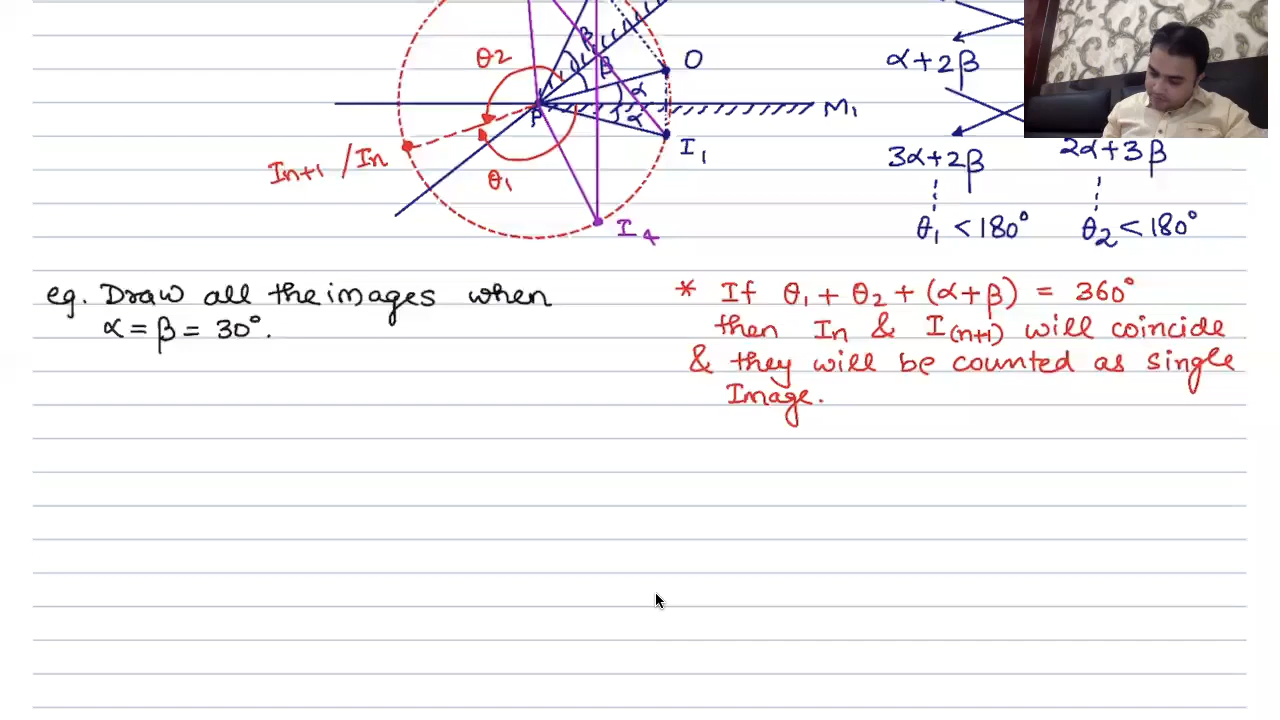 θ2
β
β
O
α
α
M1
P
I1
In+1 / In
θ1
I4
α+2β
3α+2β
2α+3β
θ1 < 180°
θ2 < 180°
eg. Draw all the images when
α = β = 30°.
* If θ1 + θ2 + (α+β) = 360°
then In & I(n+1) will coincide
& they will be counted as single
Image.